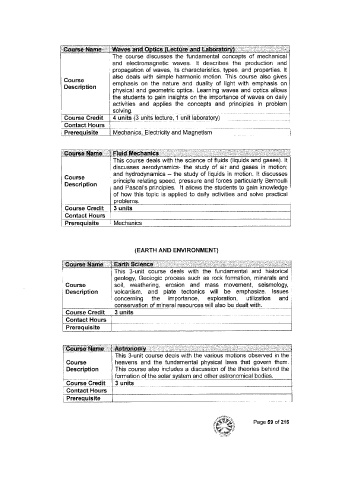 Course Name Waves and Optics (Lecture and Laboratory)
The course discusses the fundamental concepts of mechanical
and electromagnetic waves. It describes the production and
propagation of waves, its characteristics, types, and properties. It
also deals with simple harmonic motion. This course also gives
Course Description
emphasis on the nature and duality of light with emphasis on
physical and geometric optics. Learning waves and optics allows
the students to gain insights on the importance of waves on daily
activities and applies the concepts and principles in problem
solving.
Course Credit 4 units (3 units lecture, 1 unit laboratory)
Contact Hours
Prerequisite Mechanics, Electricity and Magnetism
Course Name Fluid Mechanics
This course deals with the science of fluids (liquids and gases). It
discusses aerodynamics- the study of air and gases in motion;
and hydrodynamics – the study of liquids in motion. It discusses
Course Description
principle relating speed, pressure and forces particularly Bernoulli
and Pascal's principles. It allows the students to gain knowledge
of how this topic is applied to daily activities and solve practical
problems.
Course Credit 3 units
Contact Hours
Prerequisite Mechanics
(EARTH AND ENVIRONMENT)
Course Name Earth Science
This 3-unit course deals with the fundamental and historical
geology, Geologic process such as rock formation, minerals and
Course Description
soil, weathering, erosion and mass movement, seismology,
volcanism, and plate tectonics will be emphasize. Issues
concerning the importance, exploration, utilization and
conservation of mineral resources will also be dealt with.
Course Credit 3 units
Contact Hours
Prerequisite
Course Name Astronomy
This 3-unit course deals with the various motions observed in the
Course Description
heavens and the fundamental physical laws that govern them.
This course also includes a discussion of the theories behind the
formation of the solar system and other astronomical bodies.
Course Credit 3 units
Contact Hours
Prerequisite
Page 59 of 216